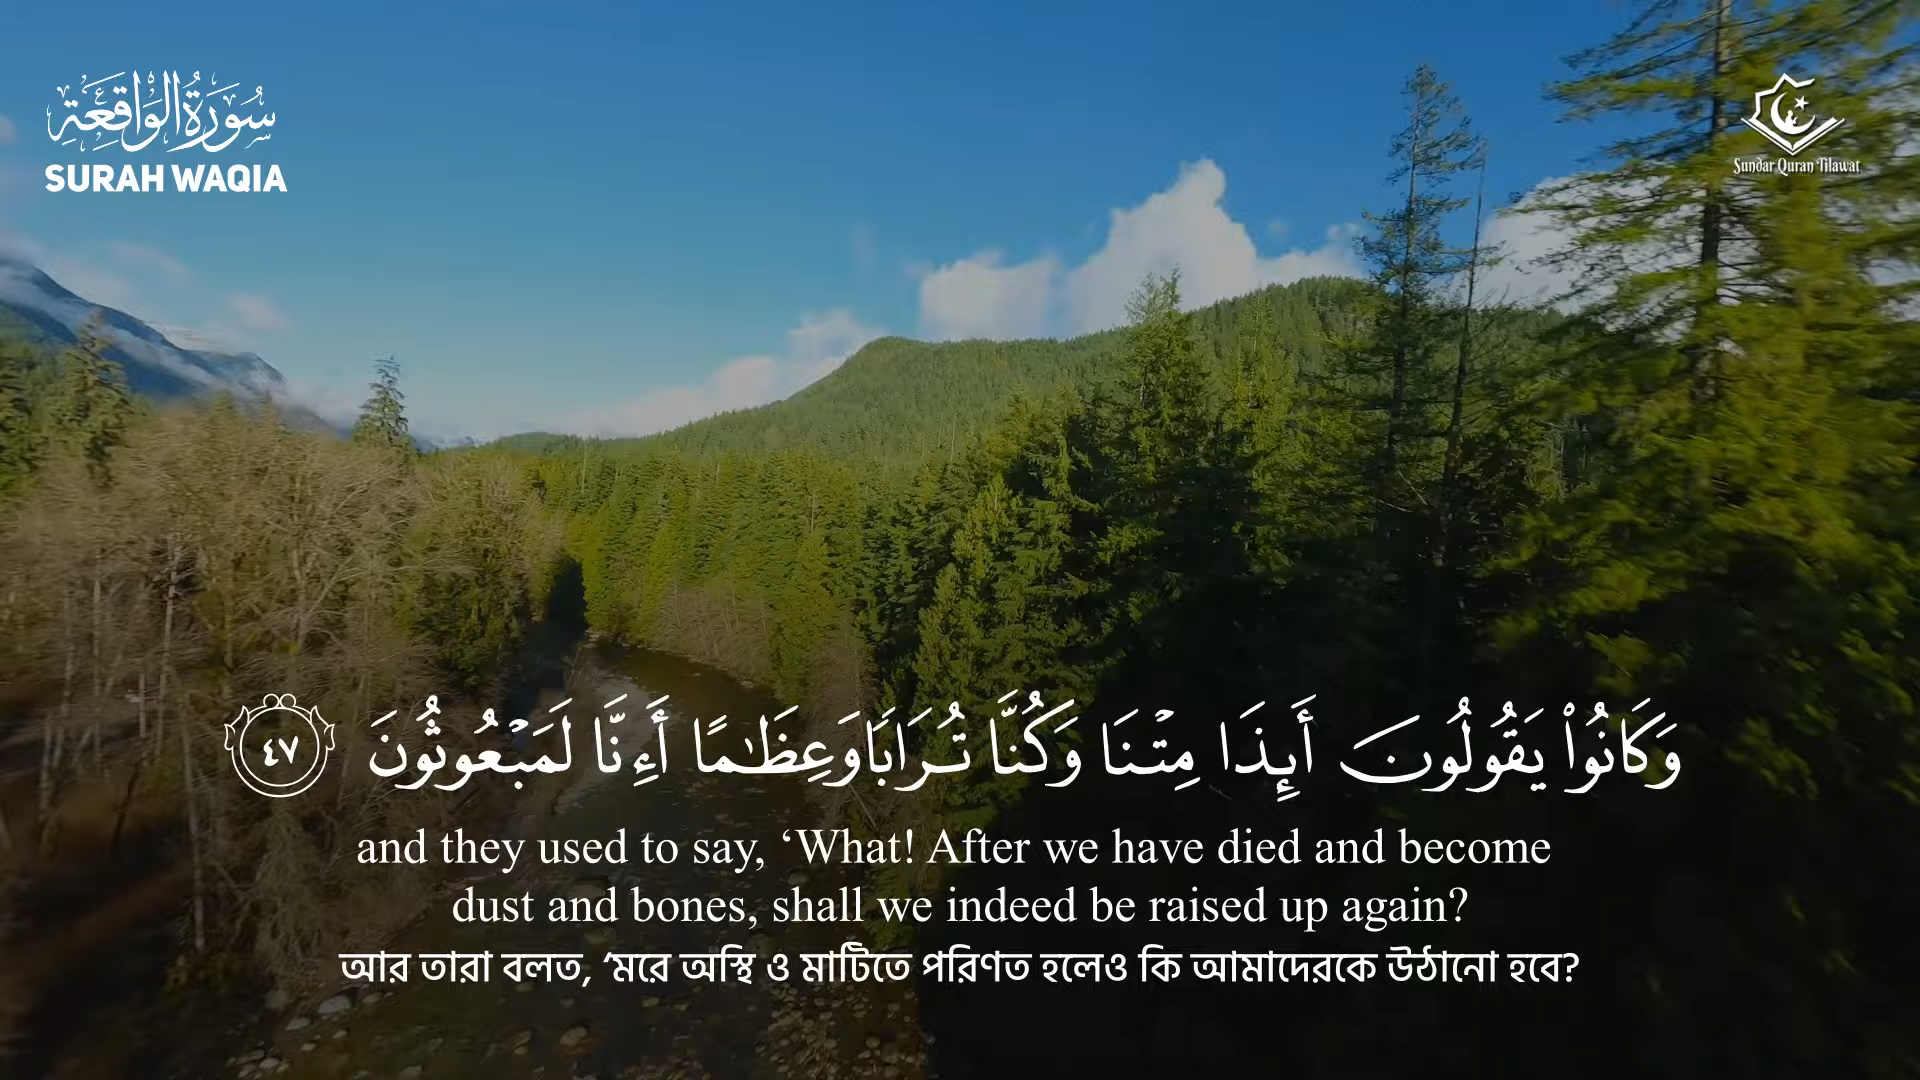 سُورَةُ الْوَاقِعَةِ
SURAH WAQIA
Sundar Quran Tilawat
وَكَانُوا۟ يَقُولُونَ أَئِذَا مِتْنَا وَكُنَّا تُرَابًا وَعِظَـٰمًا أَءِنَّا لَمَبْعُوثُونَ ٤٧
and they used to say, ‘What! After we have died and become
dust and bones, shall we indeed be raised up again?
আর তারা বলত, ‘মরে অস্থি ও মাটিতে পরিণত হলেও কি আমাদেরকে উঠানো হবে?